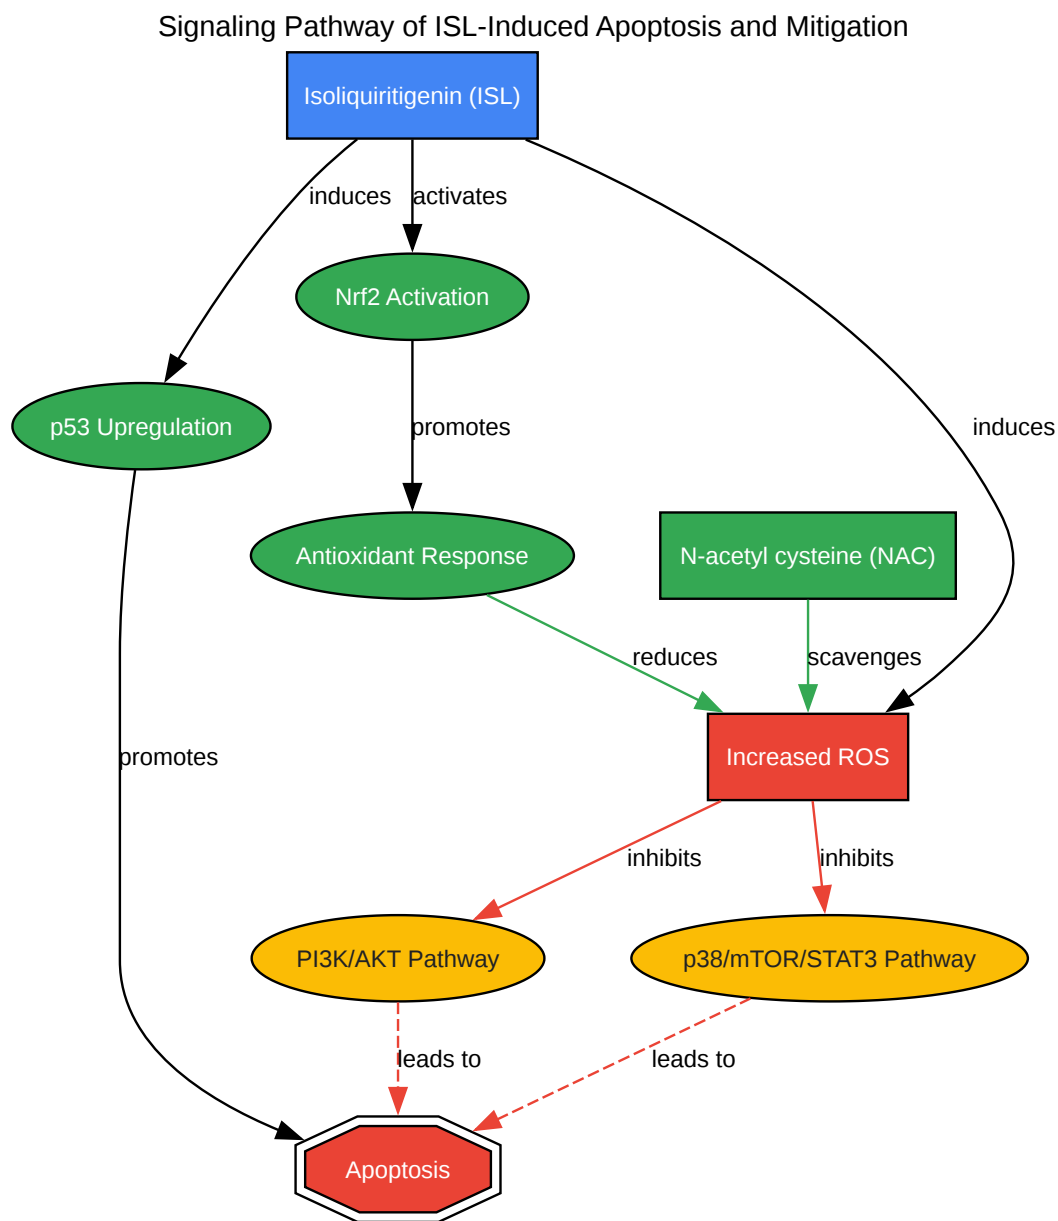 Signaling Pathway of ISL-Induced Apoptosis and Mitigation
Isoliquiritigenin (ISL)
induces
activates
Nrf2 Activation
p53 Upregulation
promotes
induces
Antioxidant Response
N-acetyl cysteine (NAC)
reduces
scavenges
promotes
Increased ROS
inhibits
inhibits
PI3K/AKT Pathway
p38/mTOR/STAT3 Pathway
leads to
leads to
Apoptosis